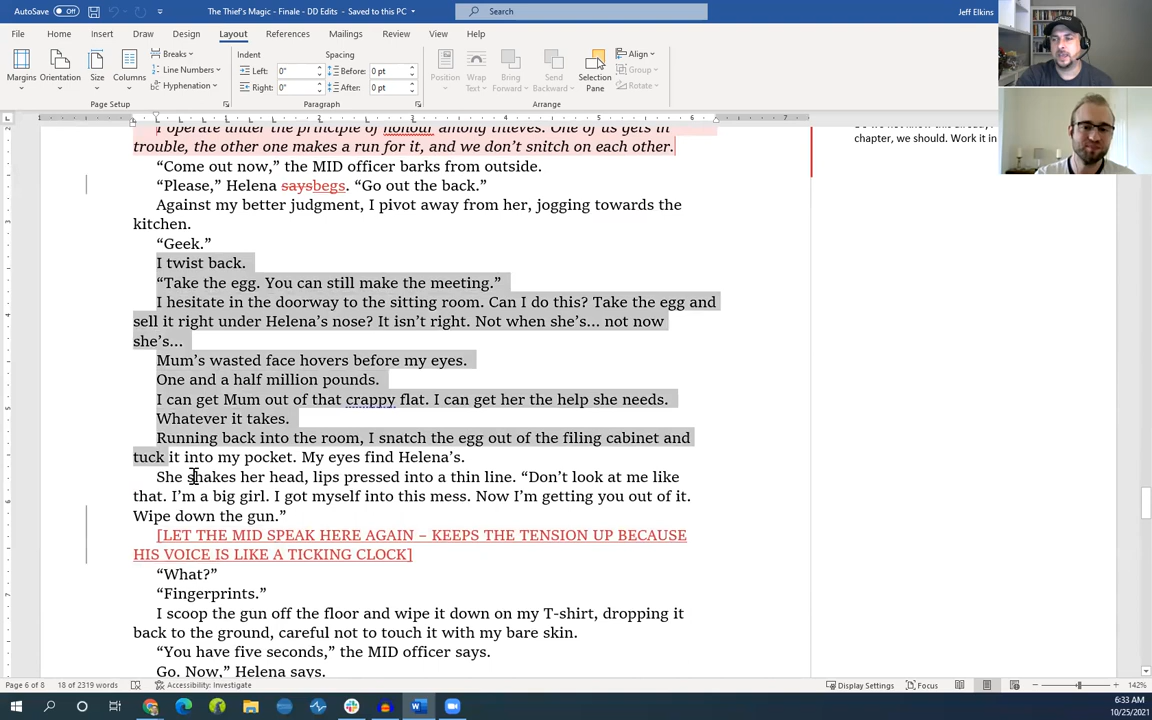 AutoSave Off The Thief's Magic - Finale - DD Edits - Saved to this PC Search Jeff Elkins
File Home Insert Draw Design Layout References Mailings Review View Help
Margins Orientation Size Columns Breaks Line Numbers Hyphenation Indent Left: 0" Right: 0" Spacing Before: 0 pt After: 0 pt Position Wrap Text Bring Forward Send Backward Selection Pane Align Group Rotate
Page Setup Paragraph Arrange
1 1 2 3 4 5 6 7
I operate under the principle of honour among thieves. One of us gets in
trouble, the other one makes a run for it, and we don't snitch on each other.
chapter, we should. Work it in
“Come out now,” the MID officer barks from outside.
“Please,” Helena saysbegs. “Go out the back.”
Against my better judgment, I pivot away from her, jogging towards the
kitchen.
“Geek.”
I twist back.
“Take the egg. You can still make the meeting.”
I hesitate in the doorway to the sitting room. Can I do this? Take the egg and
sell it right under Helena's nose? It isn't right. Not when she's... not now
she's...
Mum's wasted face hovers before my eyes.
One and a half million pounds.
I can get Mum out of that crappy flat. I can get her the help she needs.
Whatever it takes.
Running back into the room, I snatch the egg out of the filing cabinet and
tuck it into my pocket. My eyes find Helena's.
She shakes her head, lips pressed into a thin line. “Don't look at me like
that. I'm a big girl. I got myself into this mess. Now I'm getting you out of it.
Wipe down the gun.”
[LET THE MID SPEAK HERE AGAIN – KEEPS THE TENSION UP BECAUSE
HIS VOICE IS LIKE A TICKING CLOCK]
“What?”
“Fingerprints.”
I scoop the gun off the floor and wipe it down on my T-shirt, dropping it
back to the ground, careful not to touch it with my bare skin.
“You have five seconds,” the MID officer says.
Go. Now,” Helena says.
Page 6 of 8 18 of 2319 words Accessibility: Investigate Display Settings Focus 142%
6:33 AM
10/25/2021